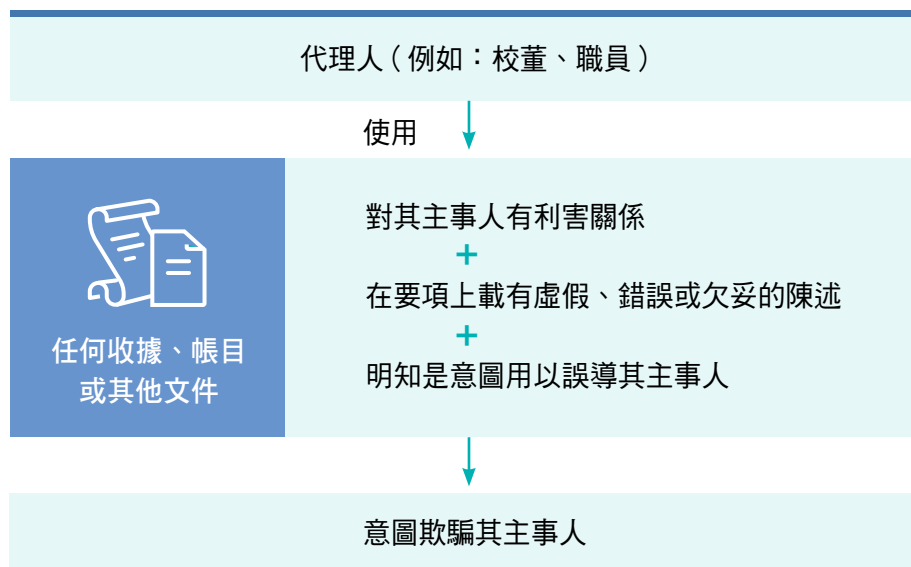 代理人（例如：校董、職員）
使用
對其主事人有利害關係
+
在要項上載有虛假、錯誤或欠妥的陳述
+
明知是意圖用以誤導其主事人
任何收據、帳目
或其他文件
意圖欺騙其主事人